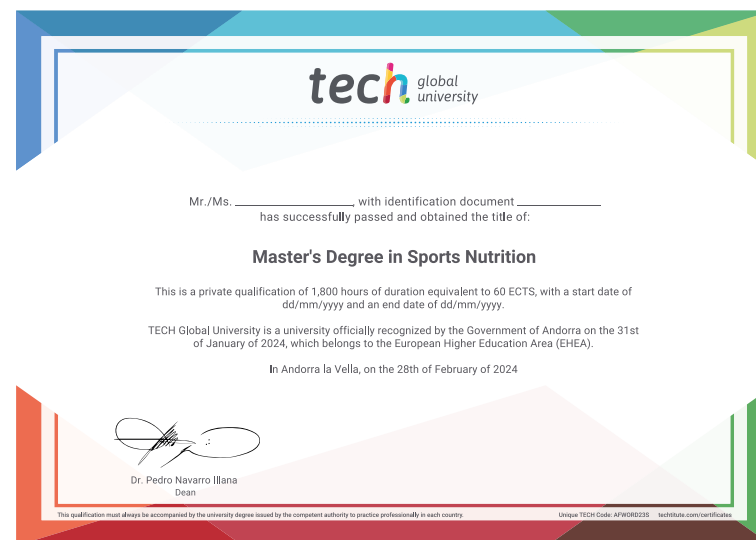 tech global university
Mr./Ms. ____________, with identification document ____________
has successfully passed and obtained the title of:
Master's Degree in Sports Nutrition
This is a private qualification of 1,800 hours of duration equivalent to 60 ECTS, with a start date of
dd/mm/yyyy and an end date of dd/mm/yyyy.
TECH Global University is a university officially recognized by the Government of Andorra on the 31st
of January of 2024, which belongs to the European Higher Education Area (EHEA).
In Andorra la Vella, on the 28th of February of 2024
Dr. Pedro Navarro Illana
Dean
This qualification must always be accompanied by the university degree issued by the competent authority to practice professionally in each country. Unique TECH Code: AFWORD23S techtitute.com/certificates